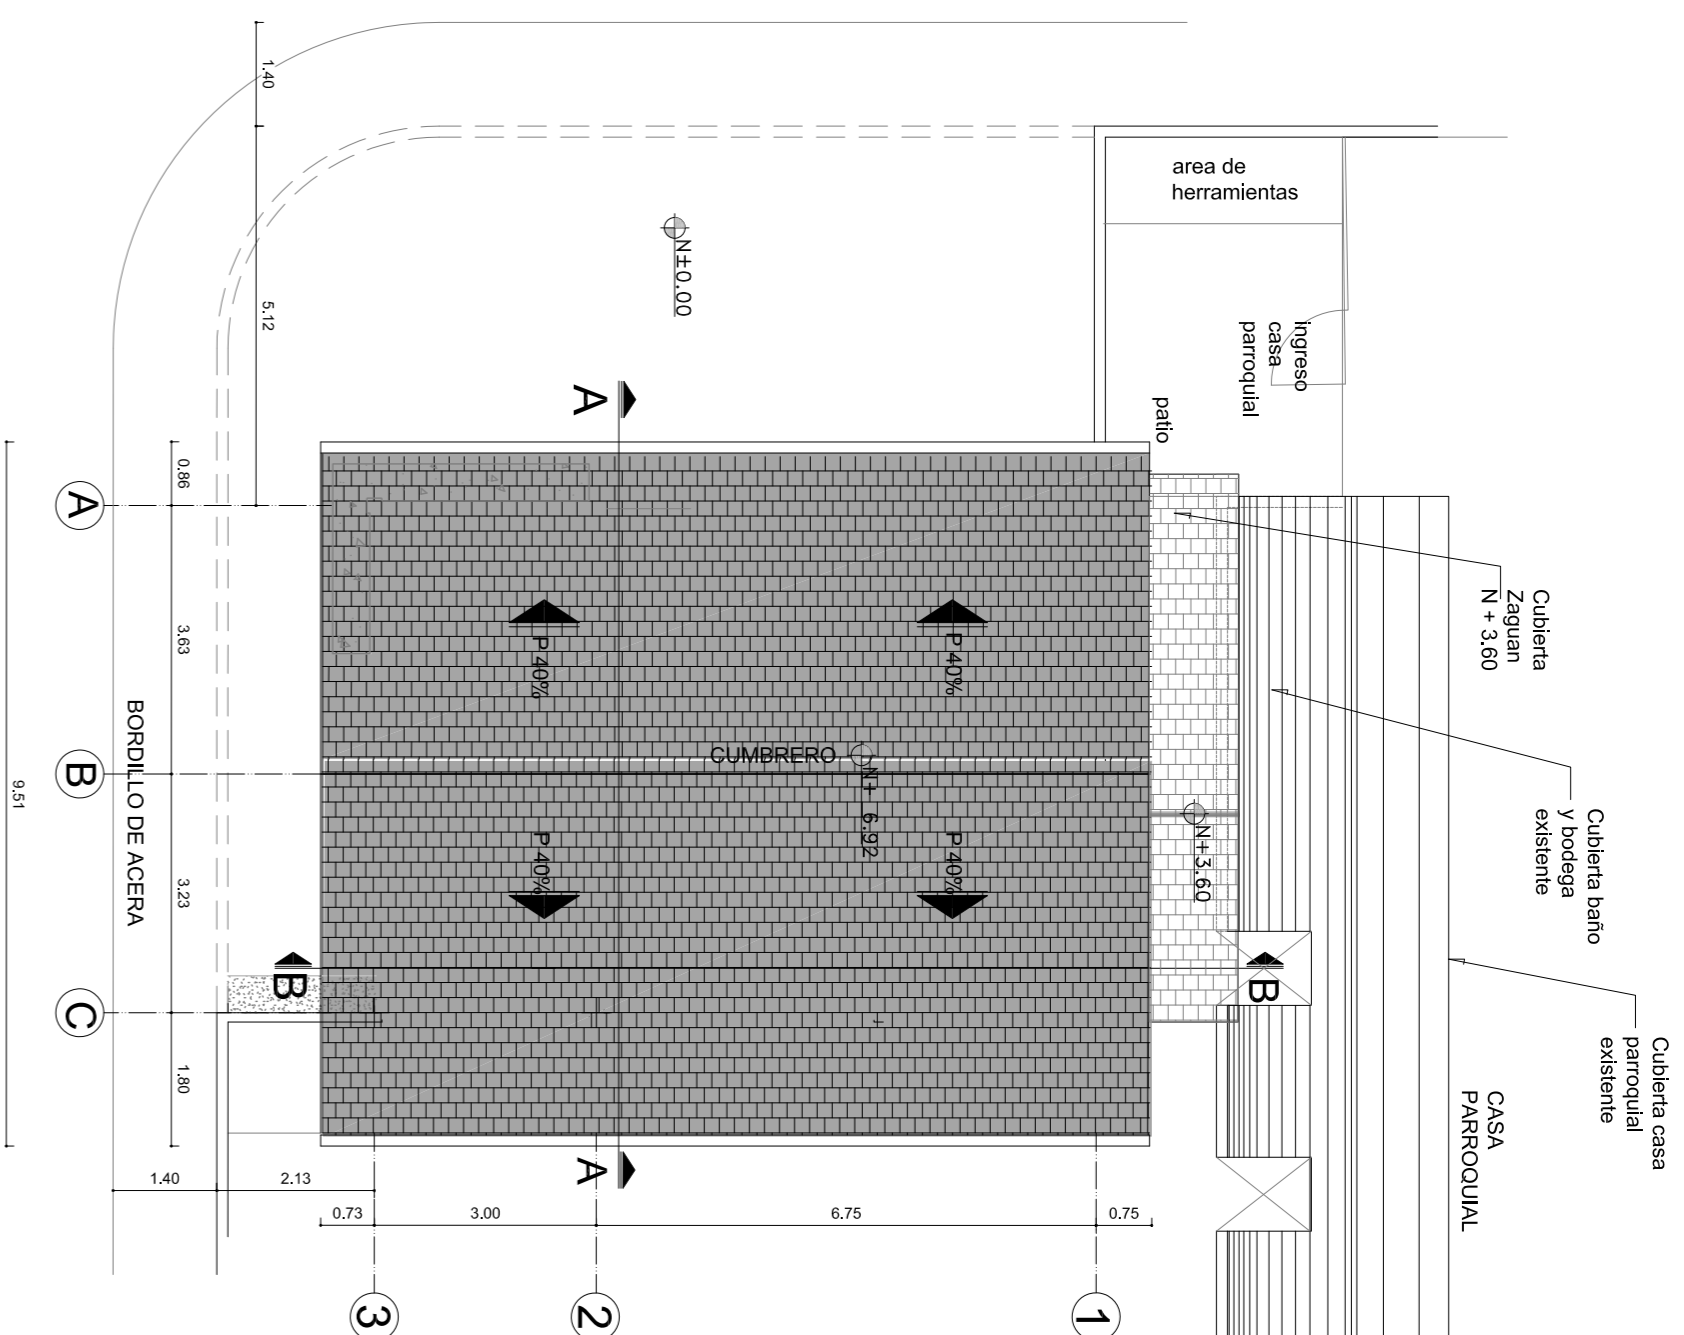 area de
herramientas
1.40
5.12
N±0.00
ingreso
casa
parroquial
patio
A
0.86
A
3.63
P 40%
P 40%
Cubierta
Zaguan
N + 3.60
CUMBRERO
N+ 6.92
B
3.23
P 40%
P 40%
N+3.60
Cubierta baño
y bodega
existente
BORDILLO DE ACERA
9.51
B
B
C
1.80
Cubierta casa
parroquial
existente
CASA
PARROQUIAL
A
1.40
2.13
0.73
3.00
6.75
0.75
3
2
1